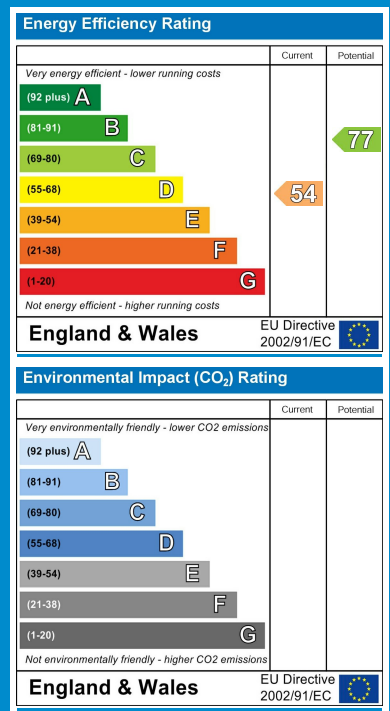 Energy Efficiency Rating
Current Potential
Very energy efficient - lower running costs
(92 plus) A
(81-91) B
77
(69-80) C
(55-68) D
54
(39-54) E
(21-38) F
(1-20) G
Not energy efficient - higher running costs
England & Wales
EU Directive
2002/91/EC
Environmental Impact (CO₂) Rating
Current Potential
Very environmentally friendly - lower CO2 emissions
(92 plus) A
(81-91) B
(69-80) C
(55-68) D
(39-54) E
(21-38) F
(1-20) G
Not environmentally friendly - higher CO2 emissions
England & Wales
EU Directive
2002/91/EC